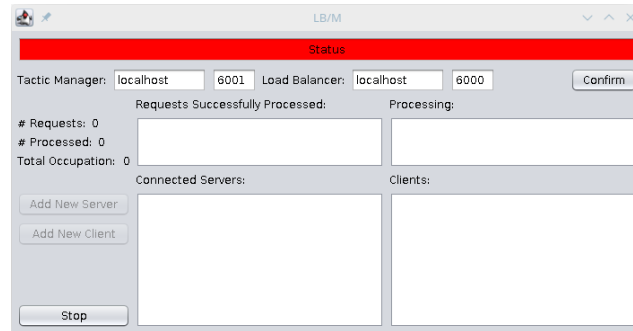 LB/M
Status
Tactic Manager: localhost 6001 Load Balancer: localhost 6000 Confirm
Requests Successfully Processed: Processing:
# Requests: 0
# Processed: 0
Total Occupation: 0
Connected Servers: Clients:
Add New Server
Add New Client
Stop